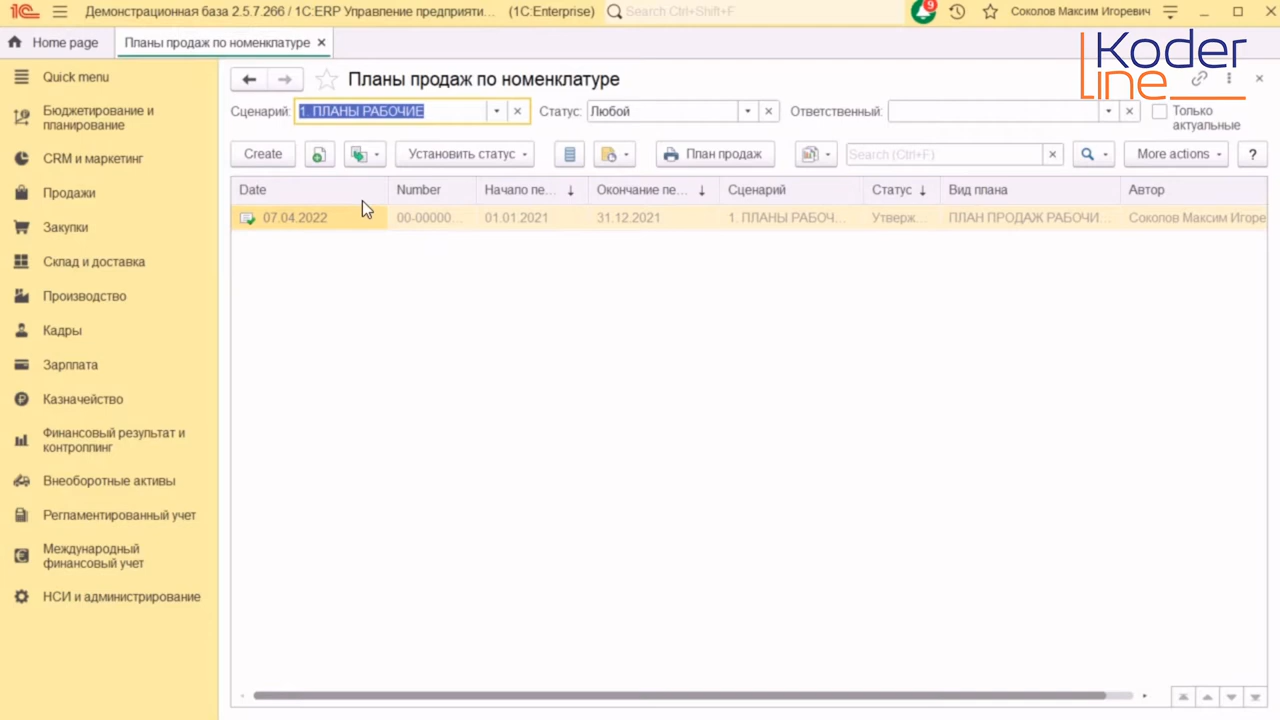 Демонстрационная база 2.5.7.266 / 1С:ERP Управление предприяти... (1C:Enterprise)
Search Ctrl+Shift+F
9
Соколов Максим Игоревич
Home page
Планы продаж по номенклатуре
Koder
line
Quick menu
Бюджетирование и
планирование
CRM и маркетинг
Продажи
Закупки
Склад и доставка
Производство
Кадры
Зарплата
Казначейство
Финансовый результат и
контроллинг
Внеоборотные активы
Регламентированный учет
Международный
финансовый учет
НСИ и администрирование
Планы продаж по номенклатуре
Сценарий: 1. ПЛАНЫ РАБОЧИЕ Статус: Любой Ответственный: Только
актуальные
Create Установить статус План продаж Search (Ctrl+F) More actions ?
Date Number Начало пе... Окончание пе... Сценарий Статус Вид плана Автор
07.04.2022 00-00000... 01.01.2021 31.12.2021 1. ПЛАНЫ РАБОЧ... Утверж... ПЛАН ПРОДАЖ РАБОЧИ... Соколов Максим Игоре